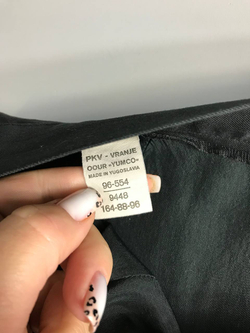 PKV - VRANJE
OOUR «YUMCO»
MADE IN YUGOSLAVIA
96-554
9448
164-88-96